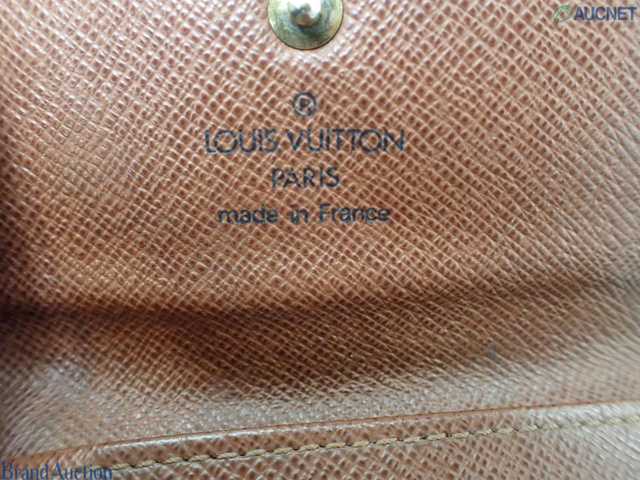 AUCNET
®
LOUIS VUITTON
PARIS
made in France
Brand Auction